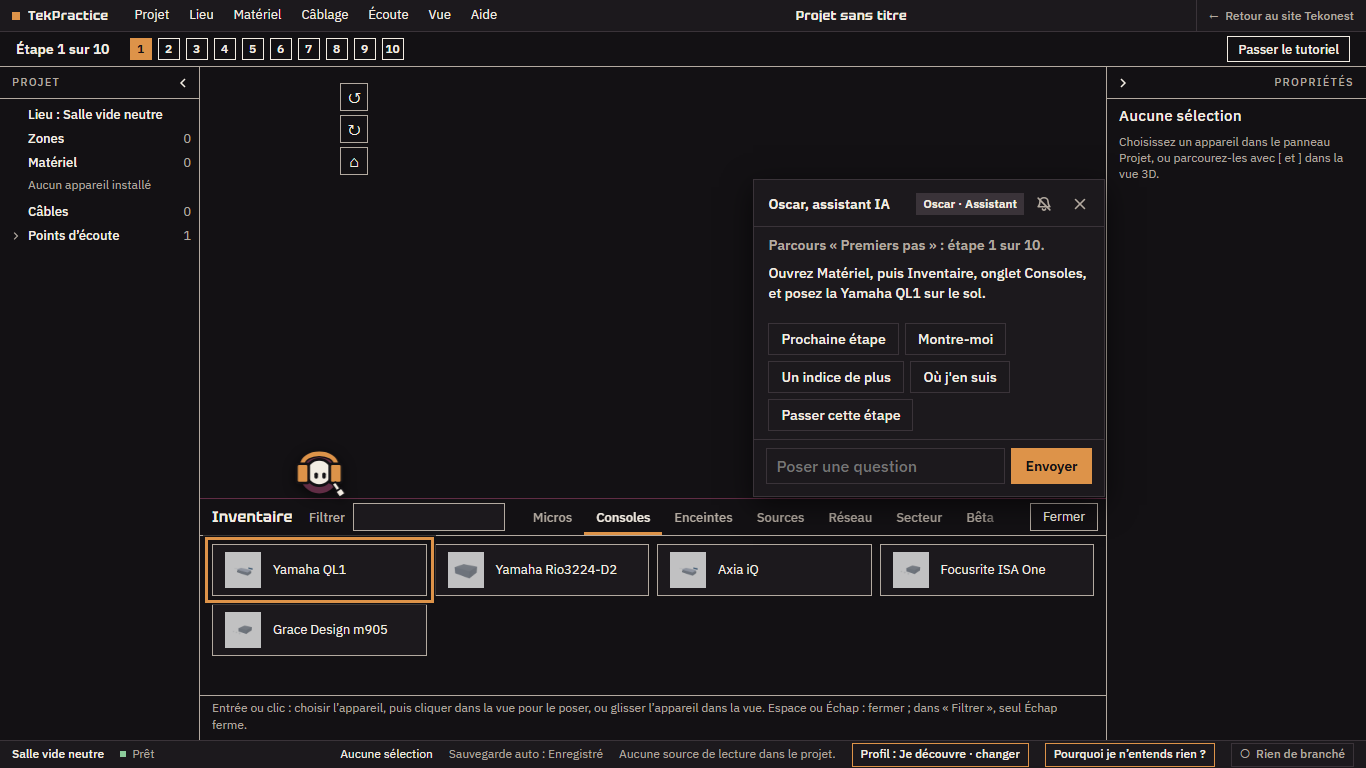 TekPractice
Projet Lieu Matériel Câblage Écoute Vue Aide
Projet sans titre
← Retour au site Tekonest
Étape 1 sur 10
1 2 3 4 5 6 7 8 9 10
Passer le tutoriel
PROJET
Lieu : Salle vide neutre
Zones 0
Matériel 0
Aucun appareil installé
Câbles 0
Points d’écoute 1
PROPRIÉTÉS
Aucune sélection
Choisissez un appareil dans le panneau
Projet, ou parcourez-les avec [ et ] dans la
vue 3D.
Oscar, assistant IA
Oscar · Assistant
Parcours « Premiers pas » : étape 1 sur 10.
Ouvrez Matériel, puis Inventaire, onglet Consoles,
et posez la Yamaha QL1 sur le sol.
Prochaine étape
Montre-moi
Un indice de plus
Où j'en suis
Passer cette étape
Poser une question
Envoyer
Inventaire
Filtrer
Micros Consoles Enceintes Sources Réseau Secteur Bêta
Fermer
Yamaha QL1
Yamaha Rio3224-D2
Axia iQ
Focusrite ISA One
Grace Design m905
Entrée ou clic : choisir l’appareil, puis cliquer dans la vue pour le poser, ou glisser l’appareil dans la vue. Espace ou Échap : fermer ; dans « Filtrer », seul Échap
ferme.
Salle vide neutre
Prêt
Aucune sélection
Sauvegarde auto : Enregistré
Aucune source de lecture dans le projet.
Profil : Je découvre · changer
Pourquoi je n’entends rien ?
Rien de branché